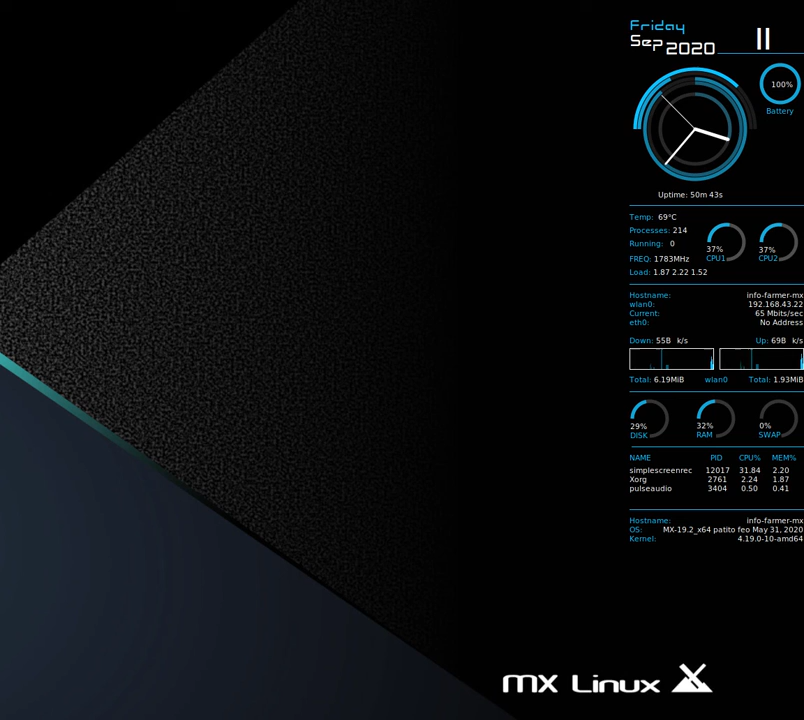 Friday
Sep 2020 11
100%
Battery
Uptime: 50m 43s
Temp: 69°C
Processes: 214
Running: 0
37% 37%
FREQ: 1783MHz CPU1 CPU2
Load: 1.87 2.22 1.52
Hostname: info-farmer-mx
wlan0: 192.168.43.22
Current: 65 Mbits/sec
eth0: No Address
Down: 55B k/s Up: 69B k/s
Total: 6.19MiB wlan0 Total: 1.93MiB
29% 32% 0%
DISK RAM SWAP
NAME PID CPU% MEM%
simplescreenrec 12017 31.84 2.20
Xorg 2761 2.24 1.87
pulseaudio 3404 0.50 0.41
Hostname: info-farmer-mx
OS: MX-19.2_x64 patito feo May 31, 2020
Kernel: 4.19.0-10-amd64
MX Linux